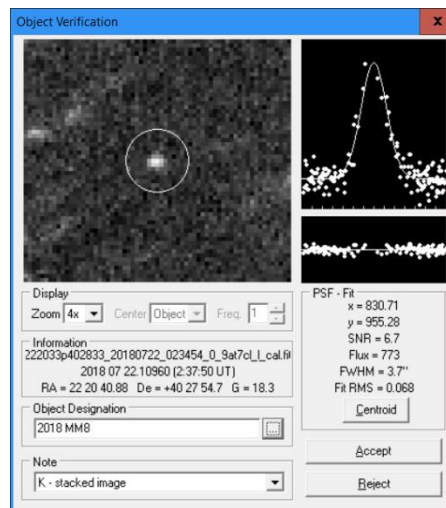 Object Verification
x
Display
Zoom 4x Center Object Freq. 1
Information
222033p402833_20180722_023454_0_9at7cl_l_cal.fit
2018 07 22.10960 (2:37:50 UT)
RA = 22 20 40.88 De = +40 27 54.7 G = 18.3
Object Designation
2018 MM8 ...
Note
K - stacked image
PSF - Fit
x = 830.71
y = 955.28
SNR = 6.7
Flux = 773
FWHM = 3.7"
Fit RMS = 0.068
Centroid
Accept
Reject